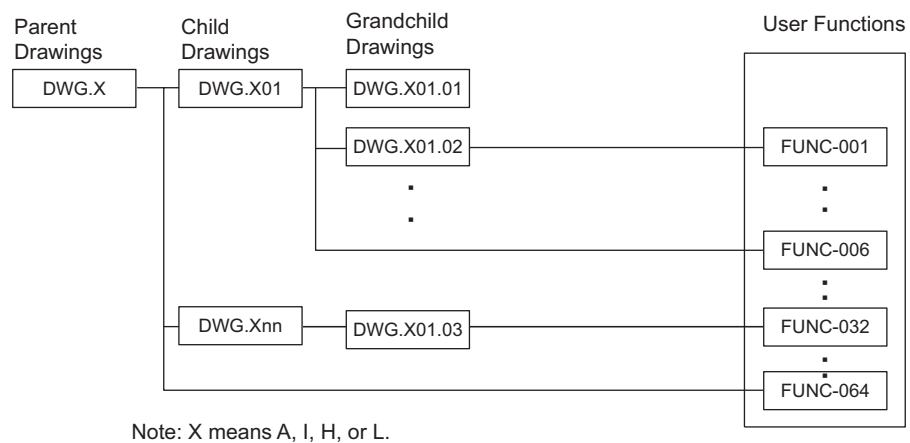 Parent
Drawings
Child
Drawings
Grandchild
Drawings
User Functions
DWG.X
DWG.X01
DWG.X01.01
DWG.X01.02
FUNC-001
FUNC-006
DWG.Xnn
DWG.X01.03
FUNC-032
FUNC-064
Note: X means A, I, H, or L.